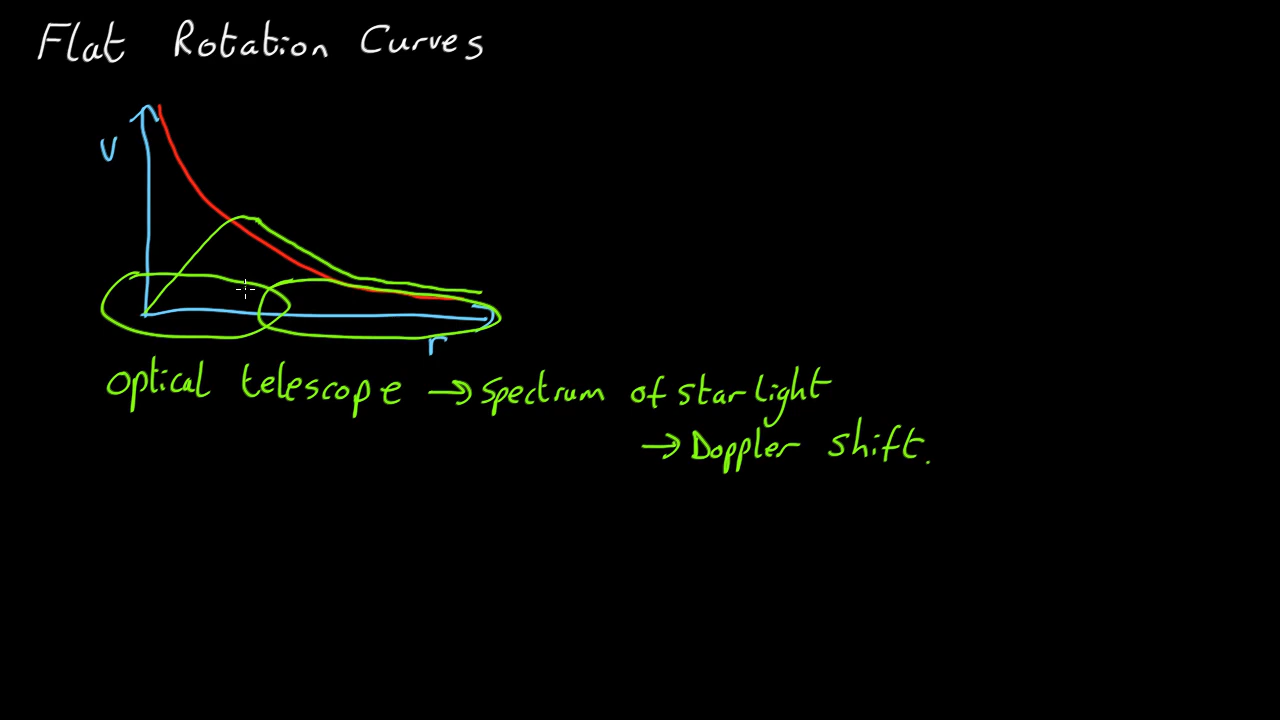 Flat Rotation Curves
v
r
Optical telescope → Spectrum of star light
→ Doppler shift.